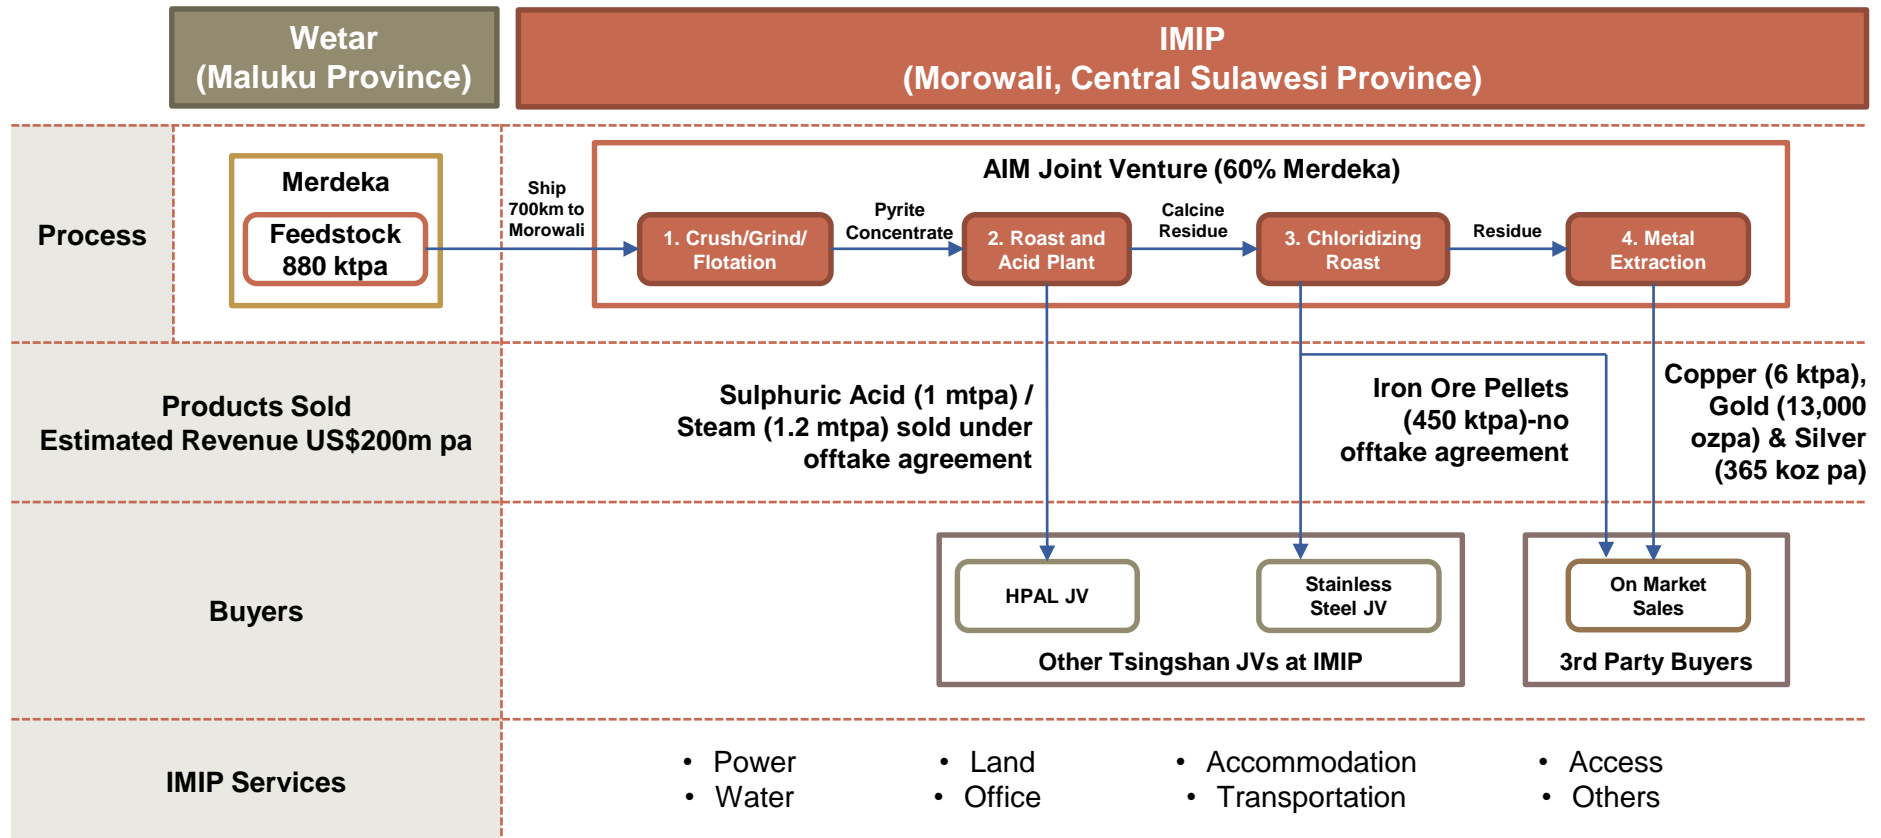 Wetar
(Maluku Province)
IMIP
(Morowali, Central Sulawesi Province)
Process
Merdeka
Feedstock
880 ktpa
Ship
700km to
Morowali
AIM Joint Venture (60% Merdeka)
1. Crush/Grind/
Flotation
Pyrite
Concentrate
2. Roast and
Acid Plant
Calcine
Residue
3. Chloridizing
Roast
Residue
4. Metal
Extraction
Products Sold
Estimated Revenue US$200m pa
Sulphuric Acid (1 mtpa) /
Steam (1.2 mtpa) sold under
offtake agreement
Iron Ore Pellets
(450 ktpa)-no
offtake agreement
Copper (6 ktpa),
Gold (13,000
ozpa) & Silver
(365 koz pa)
Buyers
HPAL JV
Stainless
Steel JV
Other Tsingshan JVs at IMIP
On Market
Sales
3rd Party Buyers
IMIP Services
• Power
• Water
• Land
• Office
• Accommodation
• Transportation
• Access
• Others